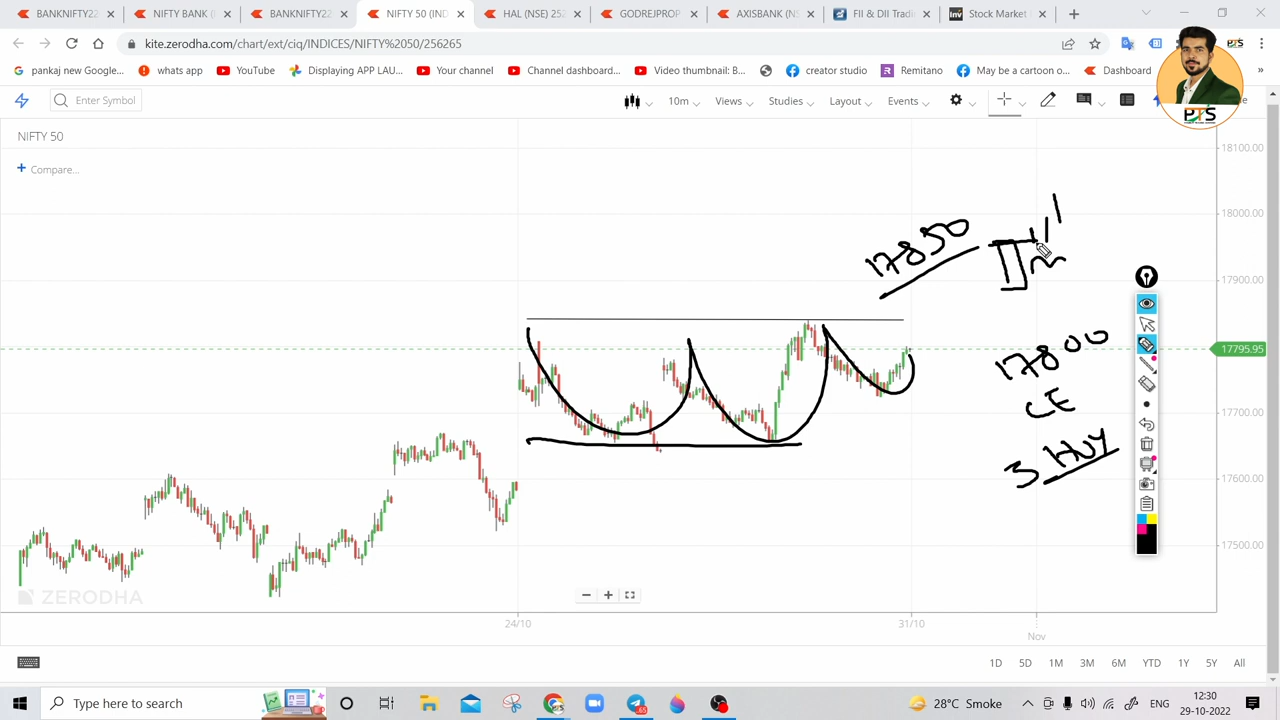 BANKNIFTY22
NIFTY BANK (
BANKNIFTY22
NIFTY 50 (IND
HAL (NSE) 252
GODREJPROP
AXISBANK (NS
FII & DII Tradi
Stock Market
kite.zerodha.com/chart/ext/ciq/INDICES/NIFTY%2050/256265
pankaj new Google...
whats app
YouTube
Displaying APP LAU...
Your chan
Channel dashboard...
Video thumbnail: B...
creator studio
Remino
May be a cartoon o...
Dashboard
»
PTS
Enter Symbol
10m
Views
Studies
Layout
Events
NIFTY 50
+ Compare...
18100.00
18000.00
17900.00
17795.95
17700.00
17600.00
17500.00
17850
17800
CE
3 NOV
ZERODHA
24/10
31/10
Nov
1D
5D
1M
3M
6M
YTD
1Y
5Y
All
Type here to search
28°C Smoke
ENG
12:30
29-10-2022